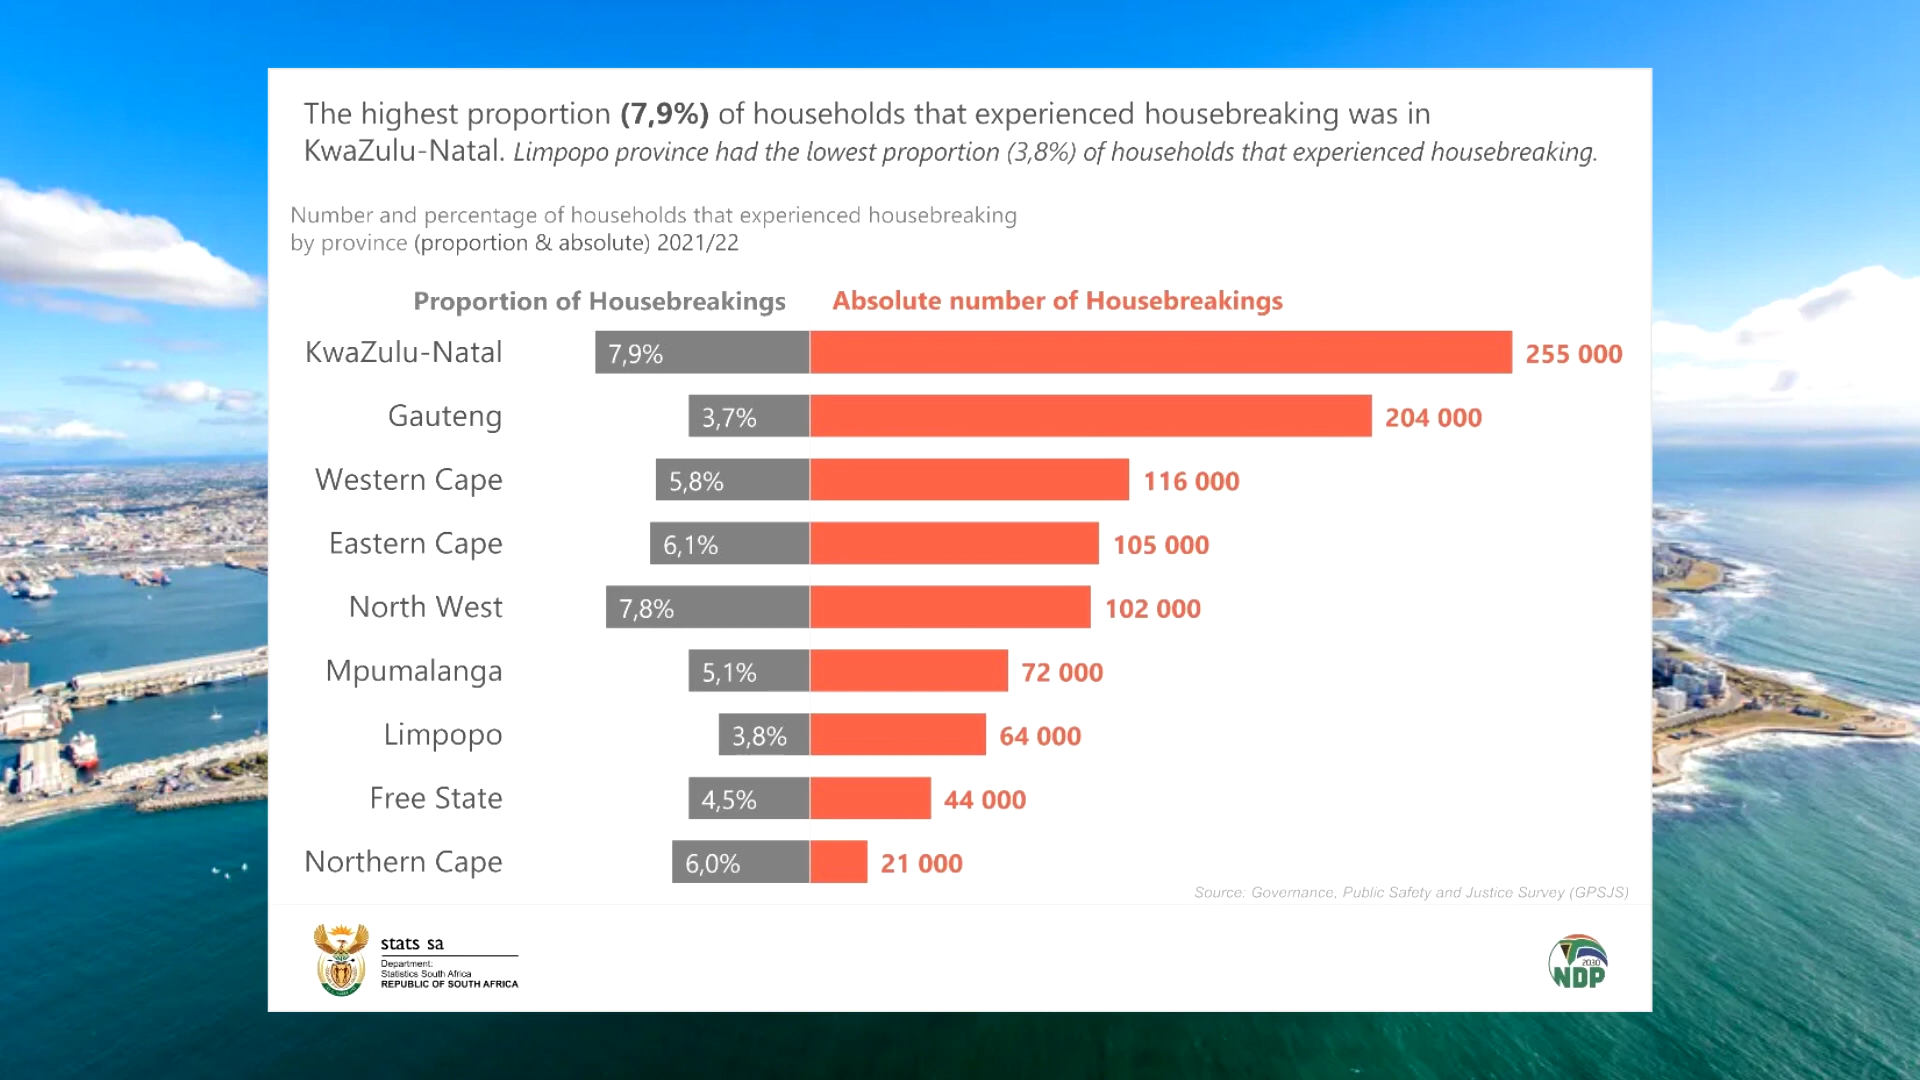 The highest proportion (7,9%) of households that experienced housebreaking was in
KwaZulu-Natal. Limpopo province had the lowest proportion (3,8%) of households that experienced housebreaking.
Number and percentage of households that experienced housebreaking
by province (proportion & absolute) 2021/22
Proportion of Housebreakings Absolute number of Housebreakings
KwaZulu-Natal 7,9% 255 000
Gauteng 3,7% 204 000
Western Cape 5,8% 116 000
Eastern Cape 6,1% 105 000
North West 7,8% 102 000
Mpumalanga 5,1% 72 000
Limpopo 3,8% 64 000
Free State 4,5% 44 000
Northern Cape 6,0% 21 000
Source: Governance, Public Safety and Justice Survey (GPSJS)
stats sa
Department:
Statistics South Africa
REPUBLIC OF SOUTH AFRICA
2030
NDP